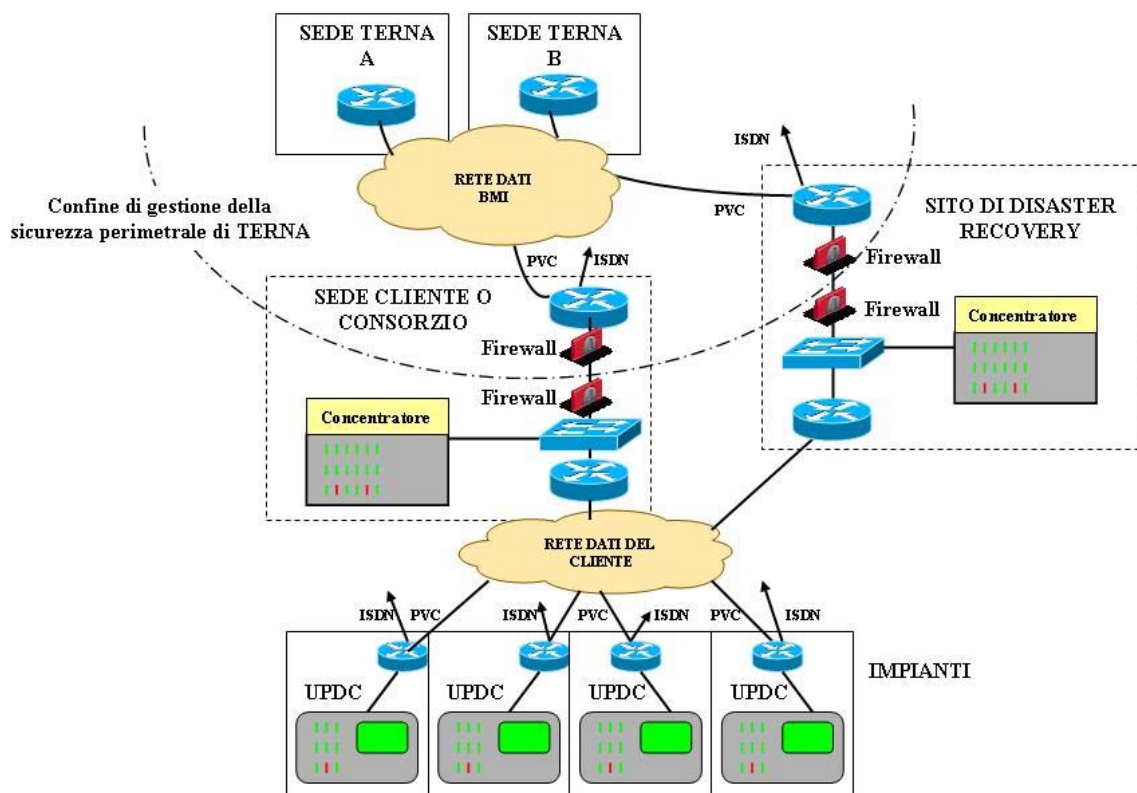 SEDE TERNA
A
SEDE TERNA
B
ISDN
RETE DATI
BMI
Confine di gestione della
sicurezza perimetrale di TERNA
PVC
SITO DI DISASTER
RECOVERY
Firewall
Firewall
Concentratore
PVC
ISDN
SEDE CLIENTE O
CONSORZIO
Firewall
Firewall
Concentratore
RETE DATI DEL
CLIENTE
ISDN
PVC
ISDN
PVC
ISDN
PVC
ISDN
IMPIANTI
UPDC
UPDC
UPDC
UPDC